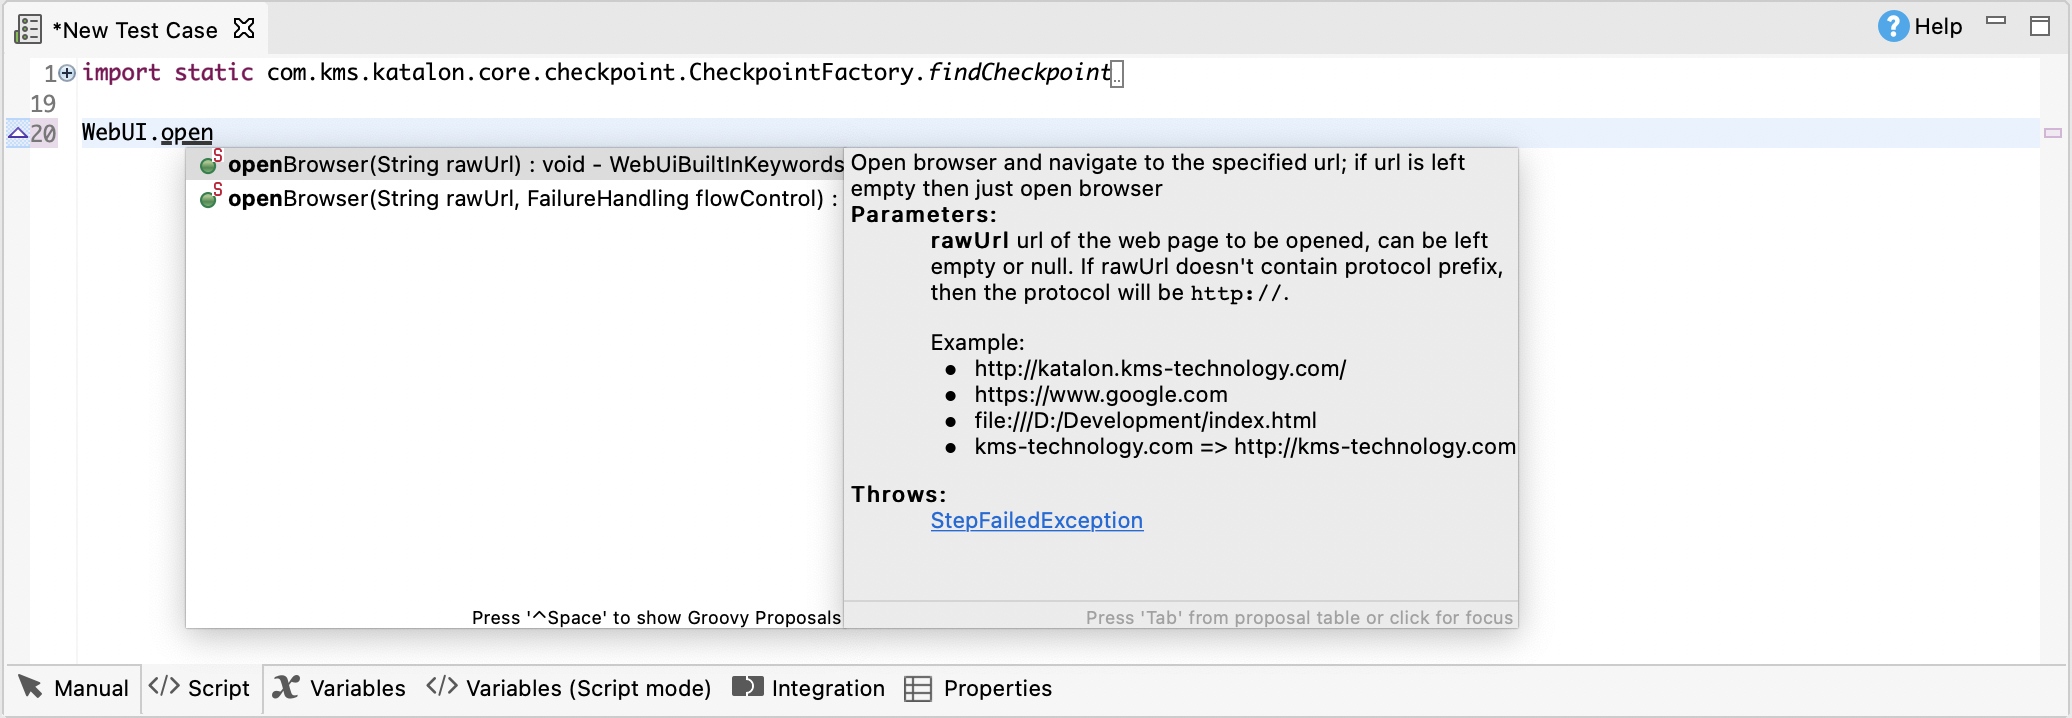 *New Test Case
Help
1 import static com.kms.katalon.core.checkpoint.CheckpointFactory.findCheckpoint
19
20 WebUI.open
openBrowser(String rawUrl) : void - WebUiBuiltInKeywords
openBrowser(String rawUrl, FailureHandling flowControl) :
Press '^Space' to show Groovy Proposals
Open browser and navigate to the specified url; if url is left
empty then just open browser
Parameters:
rawUrl url of the web page to be opened, can be left
empty or null. If rawUrl doesn't contain protocol prefix,
then the protocol will be http://.
Example:
● http://katalon.kms-technology.com/
● https://www.google.com
● file:///D:/Development/index.html
● kms-technology.com => http://kms-technology.com
Throws:
StepFailedException
Press 'Tab' from proposal table or click for focus
Manual </> Script Variables </> Variables (Script mode) Integration Properties